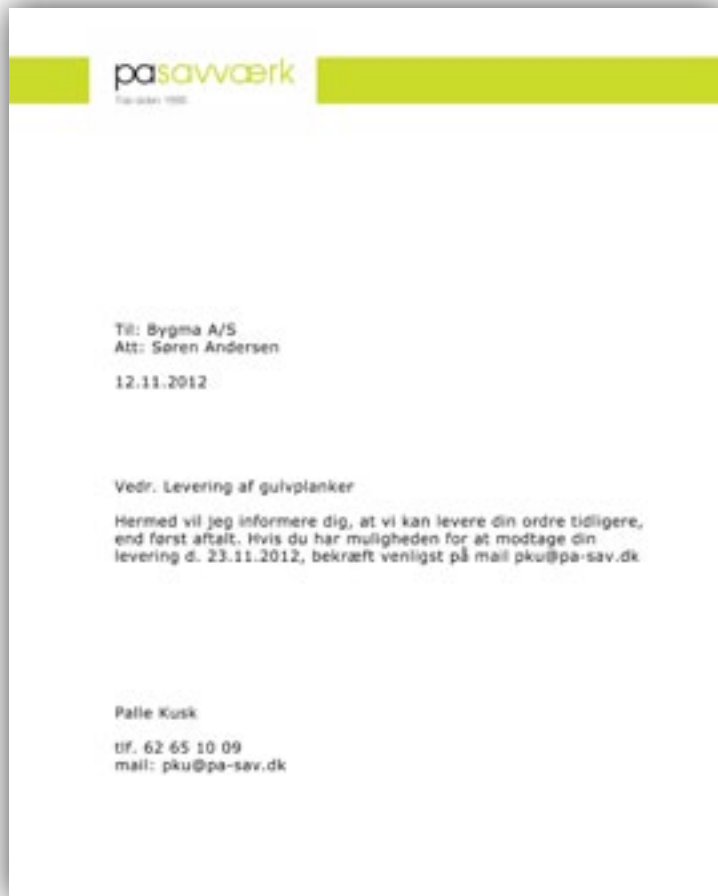 pasavværk
Til: Bygma A/S
Att: Søren Andersen
12.11.2012
Vedr. Levering af gulvplanker
Hermed vil jeg informere dig, at vi kan levere din ordre tidligere,
end først aftalt. Hvis du har muligheden for at modtage din
levering d. 23.11.2012, bekræft venligst på mail pku@pa-sav.dk
Palle Kusk
tlf. 62 65 10 09
mail: pku@pa-sav.dk